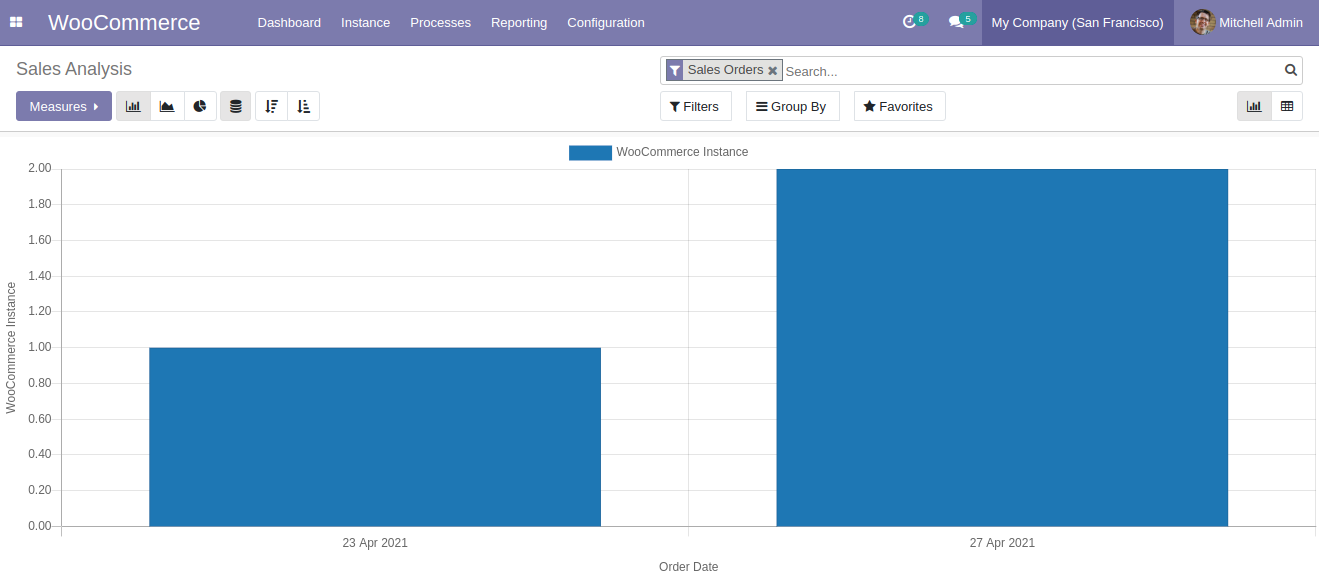 WooCommerce Dashboard Instance Processes Reporting Configuration 8 5 My Company (San Francisco) Mitchell Admin
Sales Analysis
Sales Orders Search...
Measures Filters Group By Favorites
WooCommerce Instance
2.00
1.80
1.60
1.40
1.20
1.00
0.80
0.60
0.40
0.20
0.00
WooCommerce Instance
23 Apr 2021 27 Apr 2021
Order Date